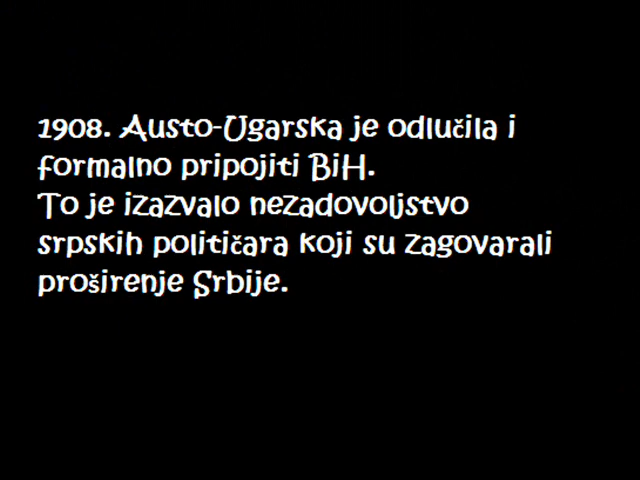 1908. Austo-Ugarska je odlučila i
formalno pripojiti BiH.
To je izazvalo nezadovoljstvo
srpskih političara koji su zagovarali
proširenje Srbije.